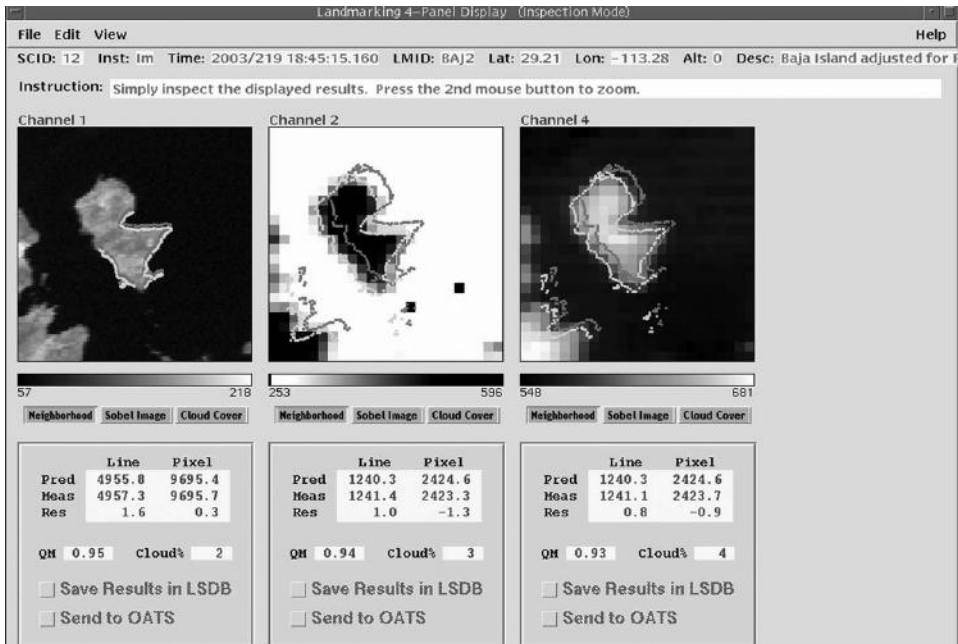 Landmarking 4-Panel Display (Inspection Mode)
File Edit View Help
SCID: 12 Inst: Im Time: 2003/219 18:45:15.160 LMID: BAJ2 Lat: 29.21 Lon: -113.28 Alt: 0 Desc: Baja Island adjusted for
Instruction: Simply inspect the displayed results. Press the 2nd mouse button to zoom.
Channel 1 Channel 2 Channel 4
57 218 253 596 548 681
Neighborhood Sobel Image Cloud Cover Neighborhood Sobel Image Cloud Cover Neighborhood Sobel Image Cloud Cover
Line Pixel Line Pixel Line Pixel
Pred 4955.8 9695.4 Pred 1240.3 2424.6 Pred 1240.3 2424.6
Meas 4957.3 9695.7 Meas 1241.4 2423.3 Meas 1241.1 2423.7
Res 1.6 0.3 Res 1.0 -1.3 Res 0.8 -0.9
QM 0.95 Cloud% 2 QM 0.94 Cloud% 3 QM 0.93 Cloud% 4
Save Results in LSDB Save Results in LSDB Save Results in LSDB
Send to OATS Send to OATS Send to OATS